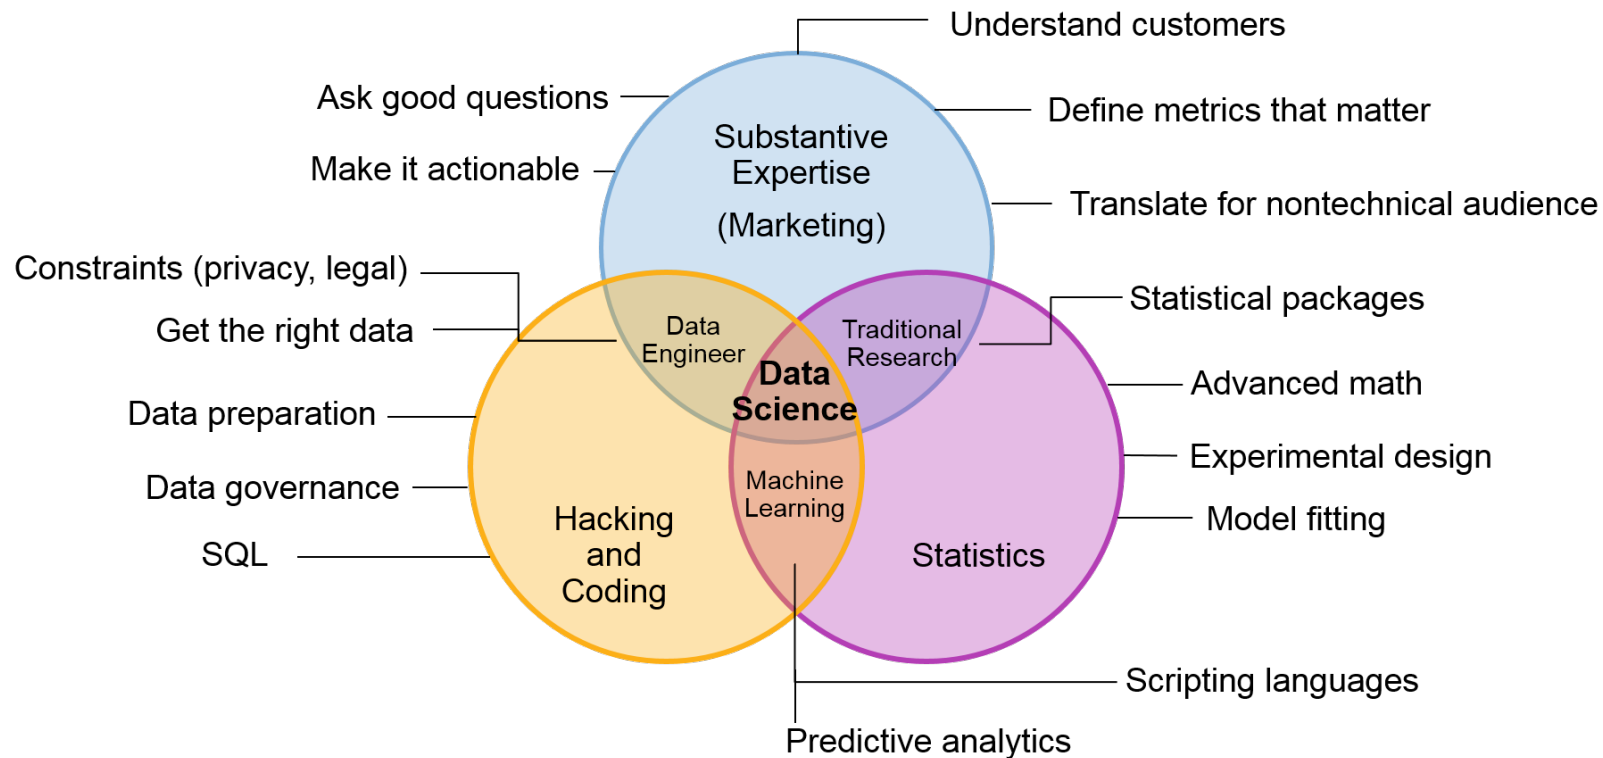 Understand customers
Ask good questions
Define metrics that matter
Substantive
Expertise
(Marketing)
Make it actionable
Translate for nontechnical audience
Constraints (privacy, legal)
Get the right data
Statistical packages
Data
Engineer
Traditional
Research
Data
Science
Data preparation
Advanced math
Data governance
Experimental design
Machine
Learning
SQL
Model fitting
Hacking
and
Coding
Statistics
Scripting languages
Predictive analytics